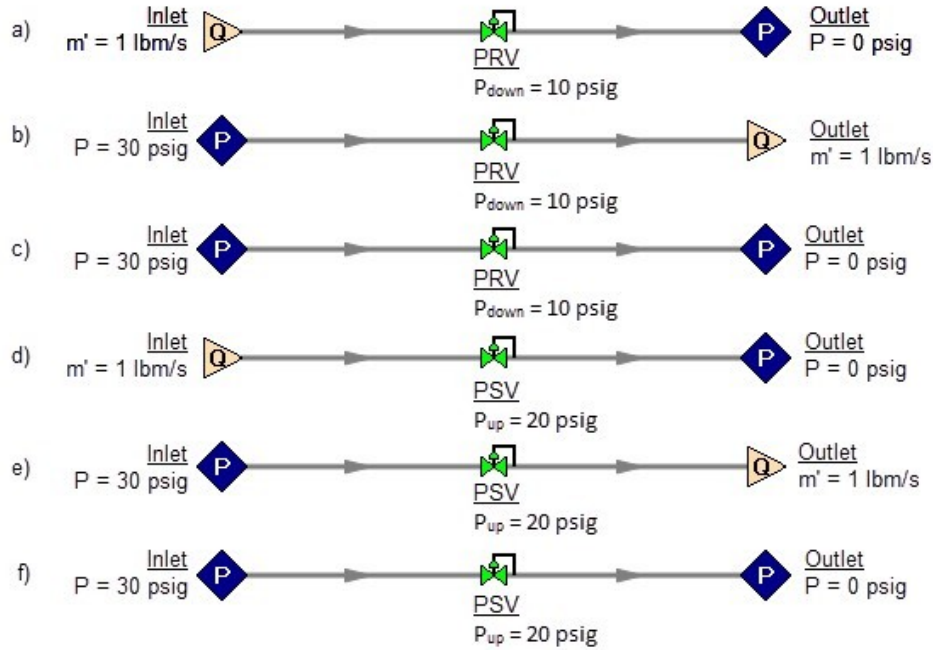 a)
Inlet
m' = 1 lbm/s
Q
PRV
Pdown = 10 psig
P
Outlet
P = 0 psig
b)
Inlet
P = 30 psig
P
PRV
Pdown = 10 psig
Q
Outlet
m' = 1 lbm/s
c)
Inlet
P = 30 psig
P
PRV
Pdown = 10 psig
P
Outlet
P = 0 psig
d)
Inlet
m' = 1 lbm/s
Q
PSV
Pup = 20 psig
P
Outlet
P = 0 psig
e)
Inlet
P = 30 psig
P
PSV
Pup = 20 psig
Q
Outlet
m' = 1 lbm/s
f)
Inlet
P = 30 psig
P
PSV
Pup = 20 psig
P
Outlet
P = 0 psig